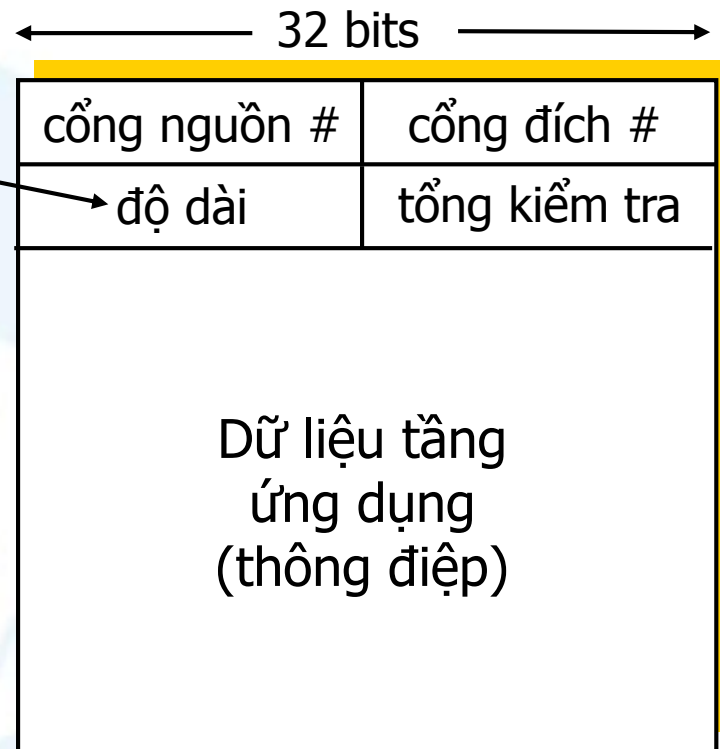 32 bits
cổng nguồn #
cổng đích #
độ dài
tổng kiểm tra
Dữ liệu tầng
ứng dụng
(thông điệp)